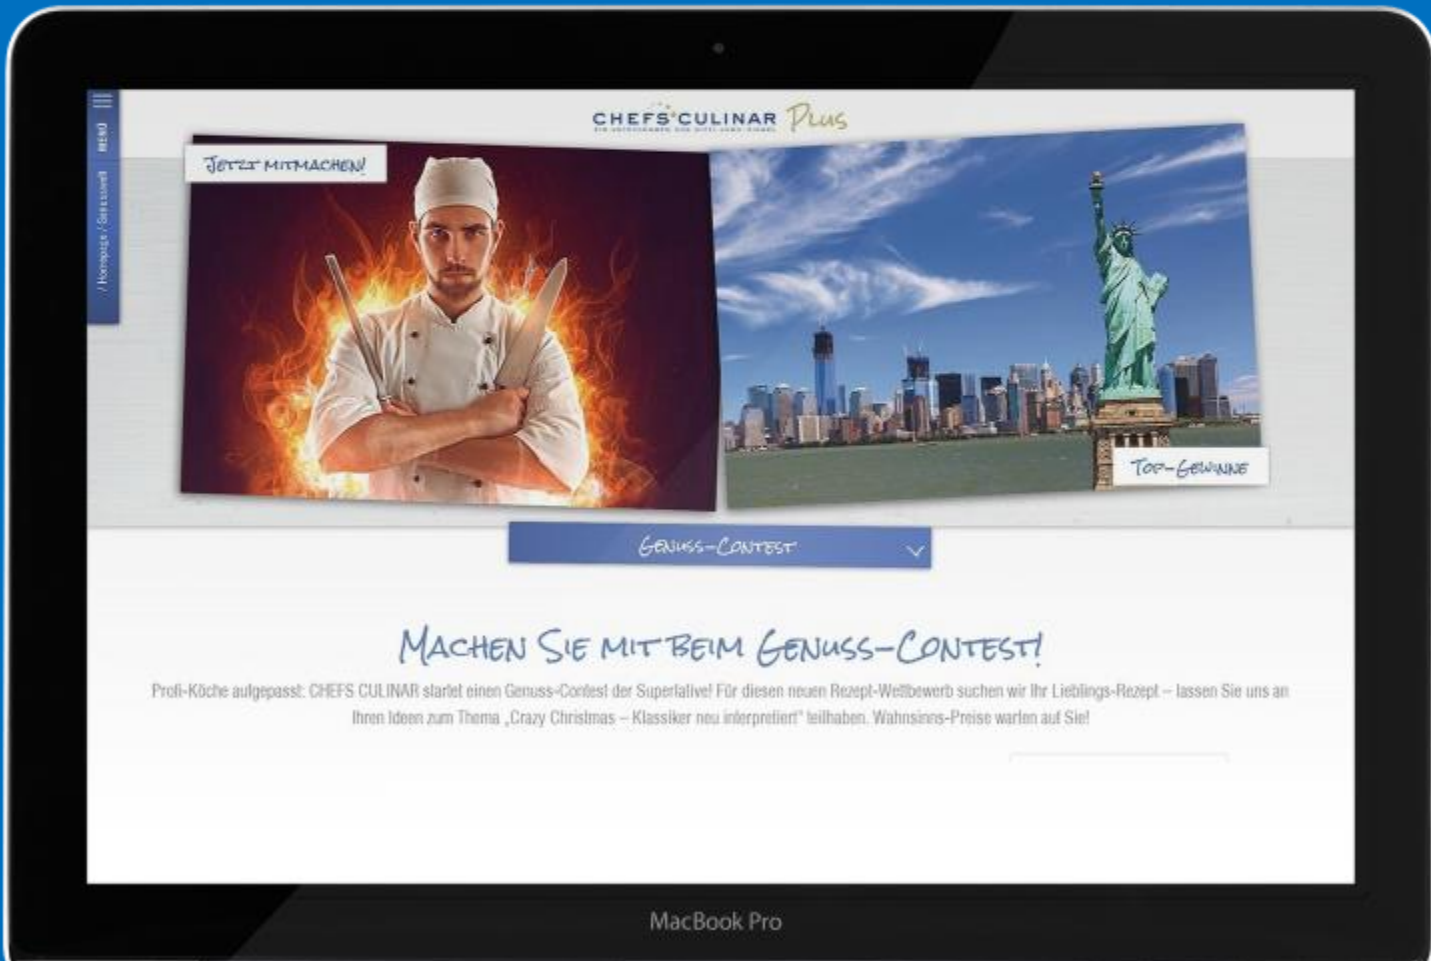 CHEFS CULINAR Plus
MENÜ
/ Homepage / Genusswelt
JETZT MITMACHEN!
TOP-GEWINNE
GENUSS-CONTEST
MACHEN SIE MIT BEIM GENUSS-CONTEST!
Profi-Köche aufgepasst: CHEFS CULINAR startet einen Genuss-Contest der Superlative! Für diesen neuen Rezept-Wettbewerb suchen wir Ihr Lieblings-Rezept – lassen Sie uns an
Ihren Ideen zum Thema „Crazy Christmas – Klassiker neu interpretiert" teilhaben. Wahnsinns-Preise warten auf Sie!
MacBook Pro